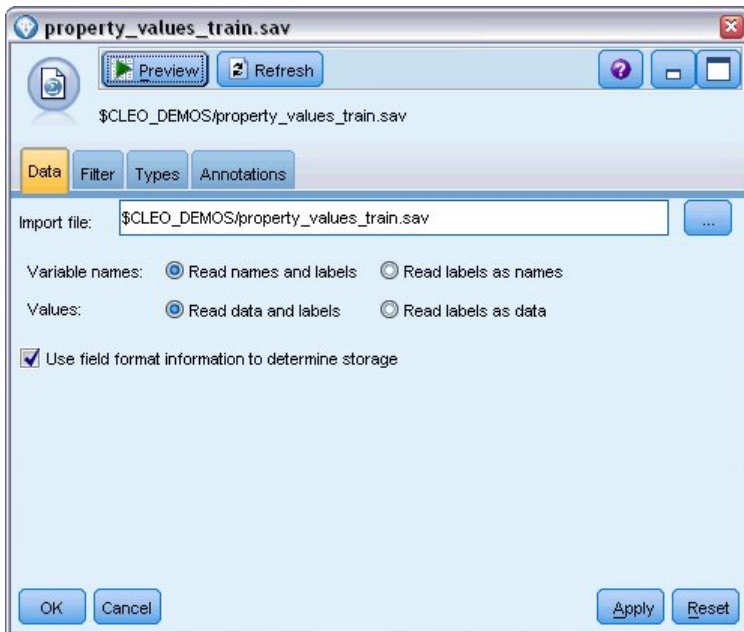 property_values_train.sav
Preview Refresh ?
$CLEO_DEMOS/property_values_train.sav
Data Filter Types Annotations
Import file: $CLEO_DEMOS/property_values_train.sav ...
Variable names: Read names and labels Read labels as names
Values: Read data and labels Read labels as data
Use field format information to determine storage
OK Cancel Apply Reset